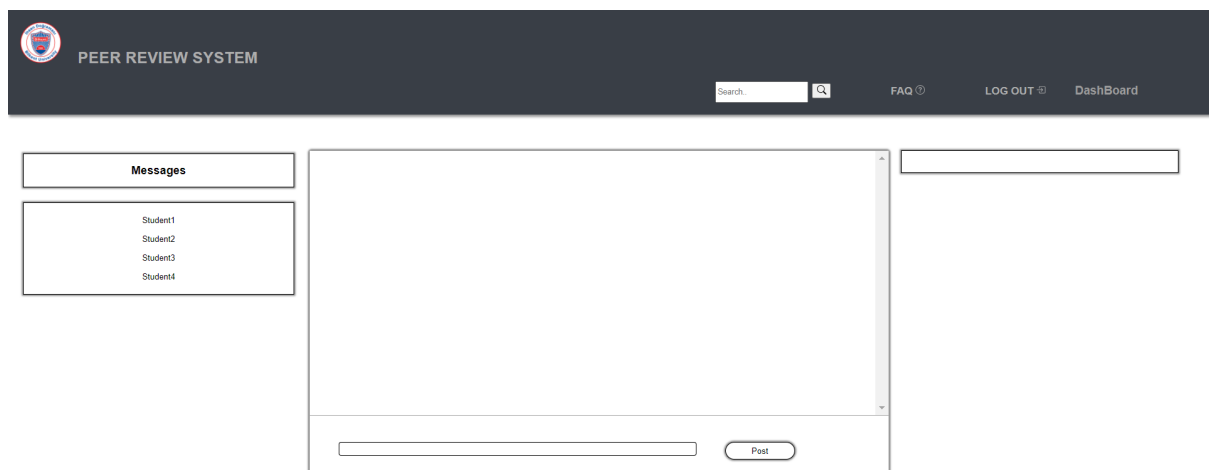 PEER REVIEW SYSTEM
Search..
FAQ
LOG OUT
DashBoard
Messages
Student1
Student2
Student3
Student4
Post